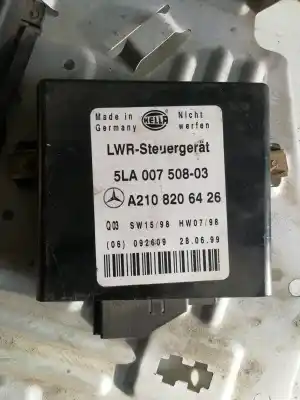 Made in Germany HELLA Nicht werfen
LWR-Steuergerät
5LA 007 508-03
A210 820 64 26
Q03 SW15/98 HW07/98
(06) 092609 28.06.99